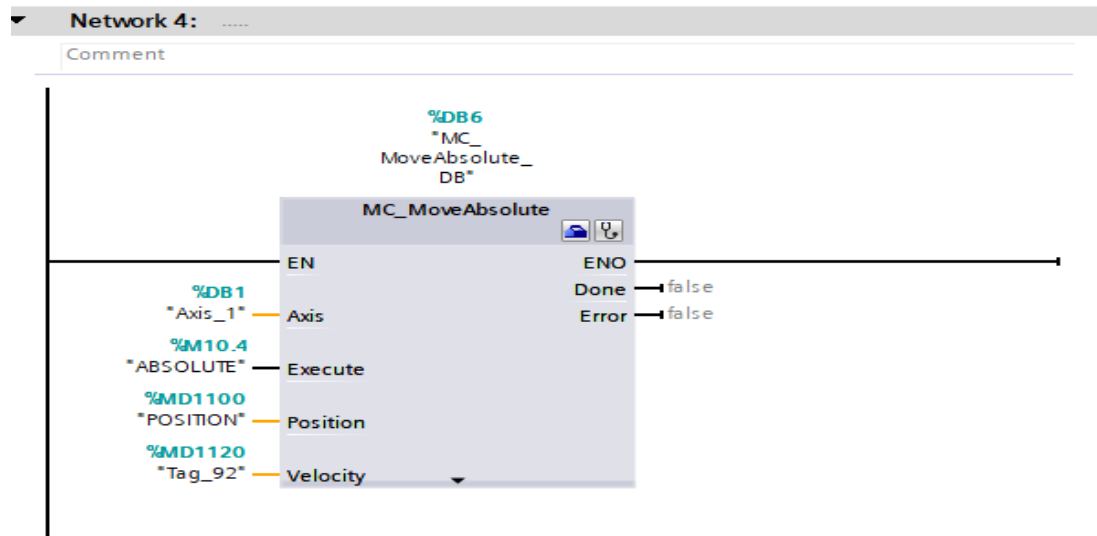 Network 4: .....
Comment
%DB6
"MC_
MoveAbsolute_
DB"
MC_MoveAbsolute
EN ENO
Done false
%DB1
"Axis_1" Axis Error false
%M10.4
"ABSOLUTE" Execute
%MD1100
"POSITION" Position
%MD1120
"Tag_92" Velocity